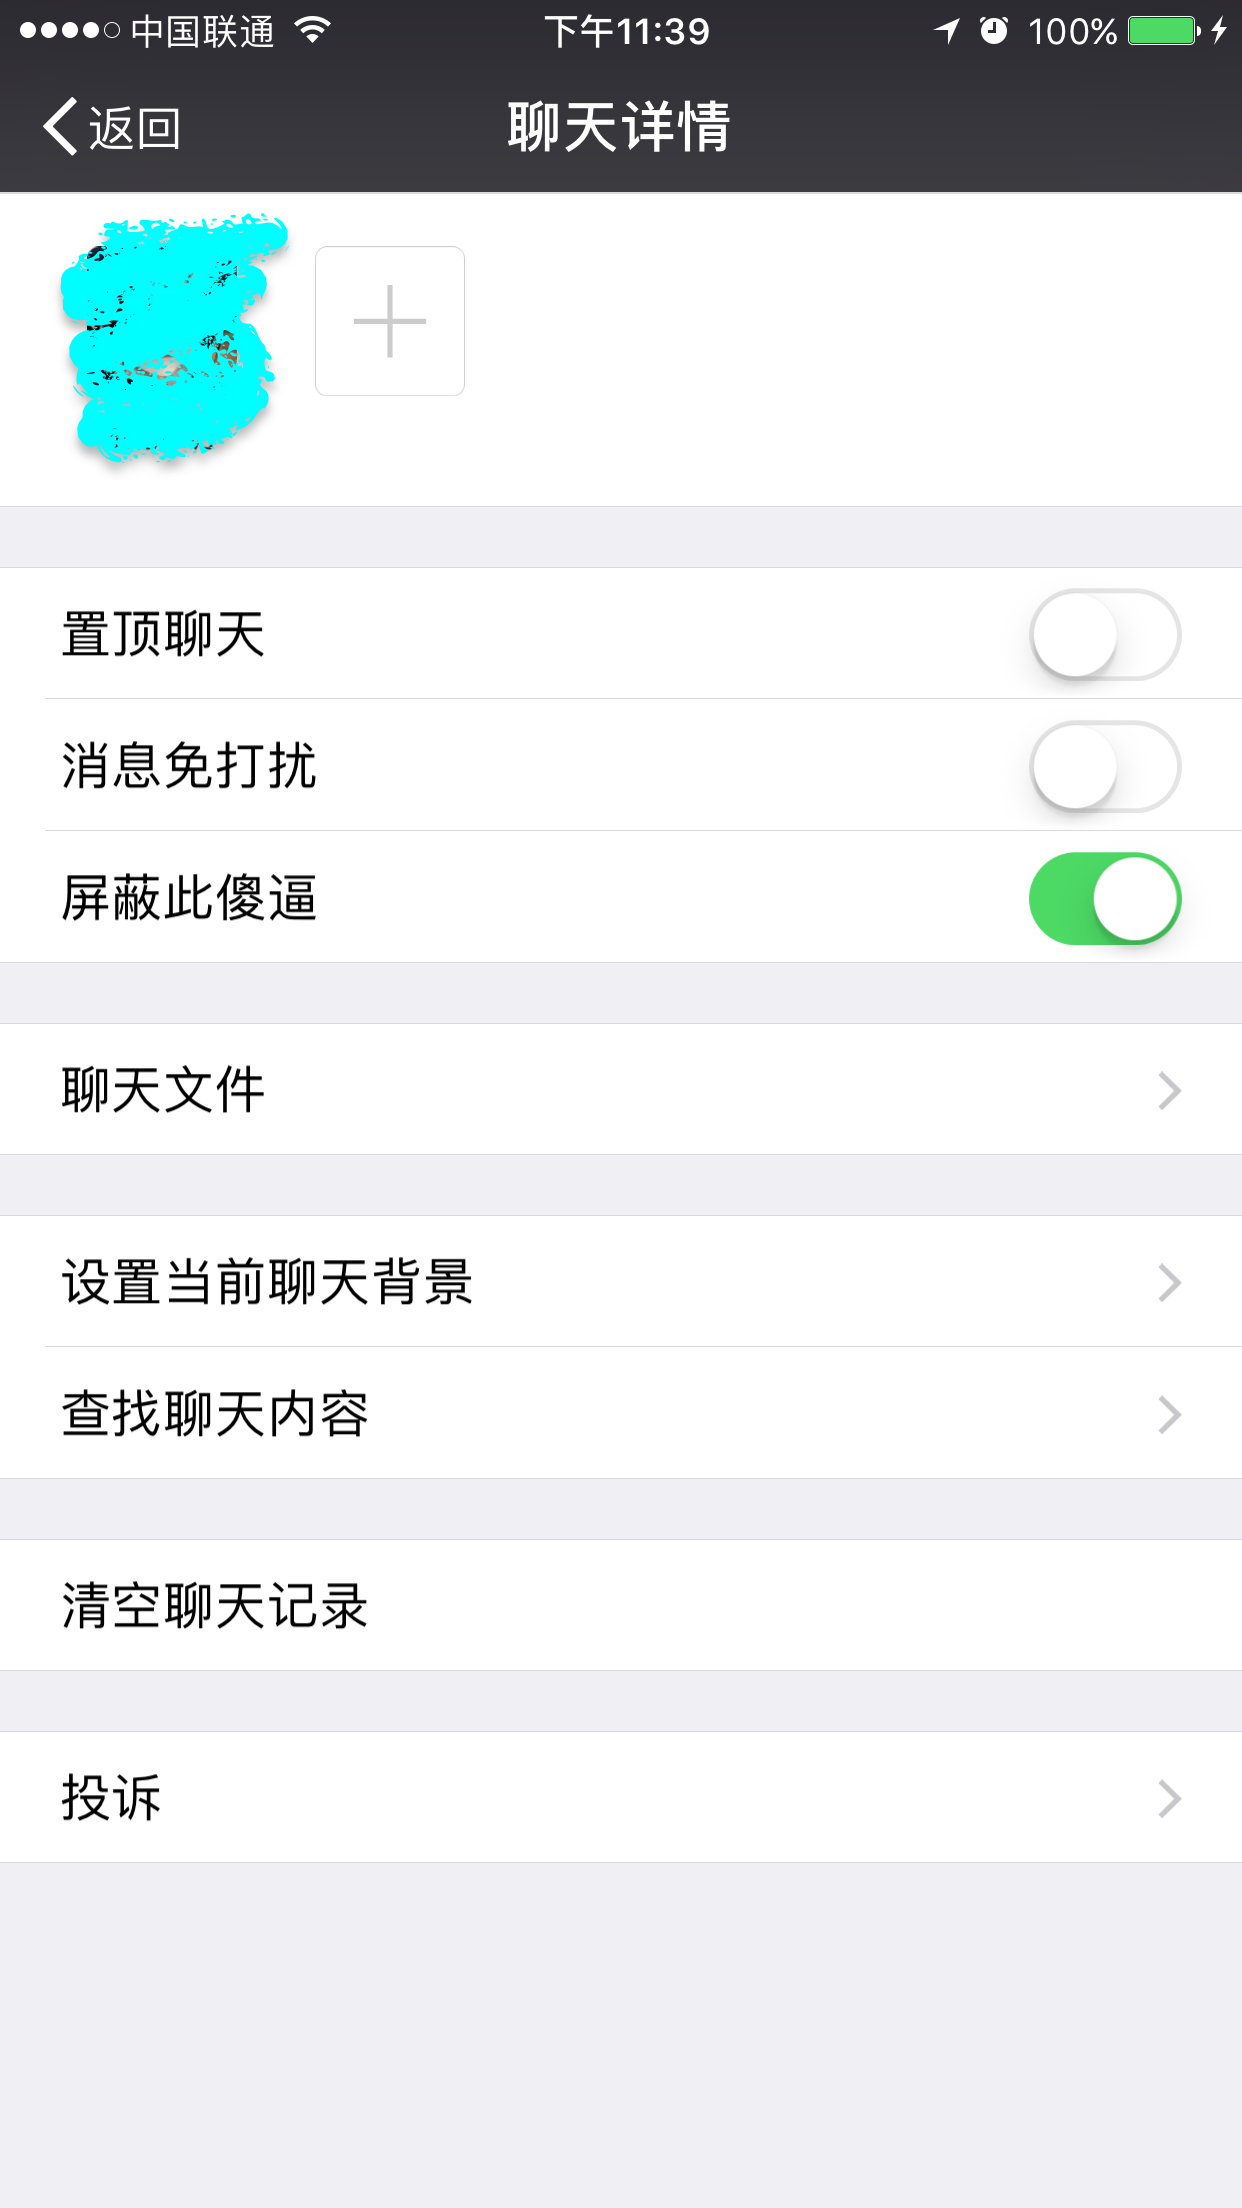 中国联通 下午11:39 100%
返回 聊天详情
置顶聊天
消息免打扰
屏蔽此傻逼
聊天文件
设置当前聊天背景
查找聊天内容
清空聊天记录
投诉